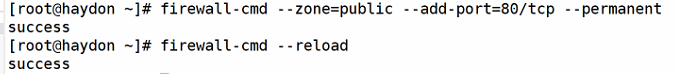 [root@haydon ~]# firewall-cmd --zone=public --add-port=80/tcp --permanent
success
[root@haydon ~]# firewall-cmd --reload
success